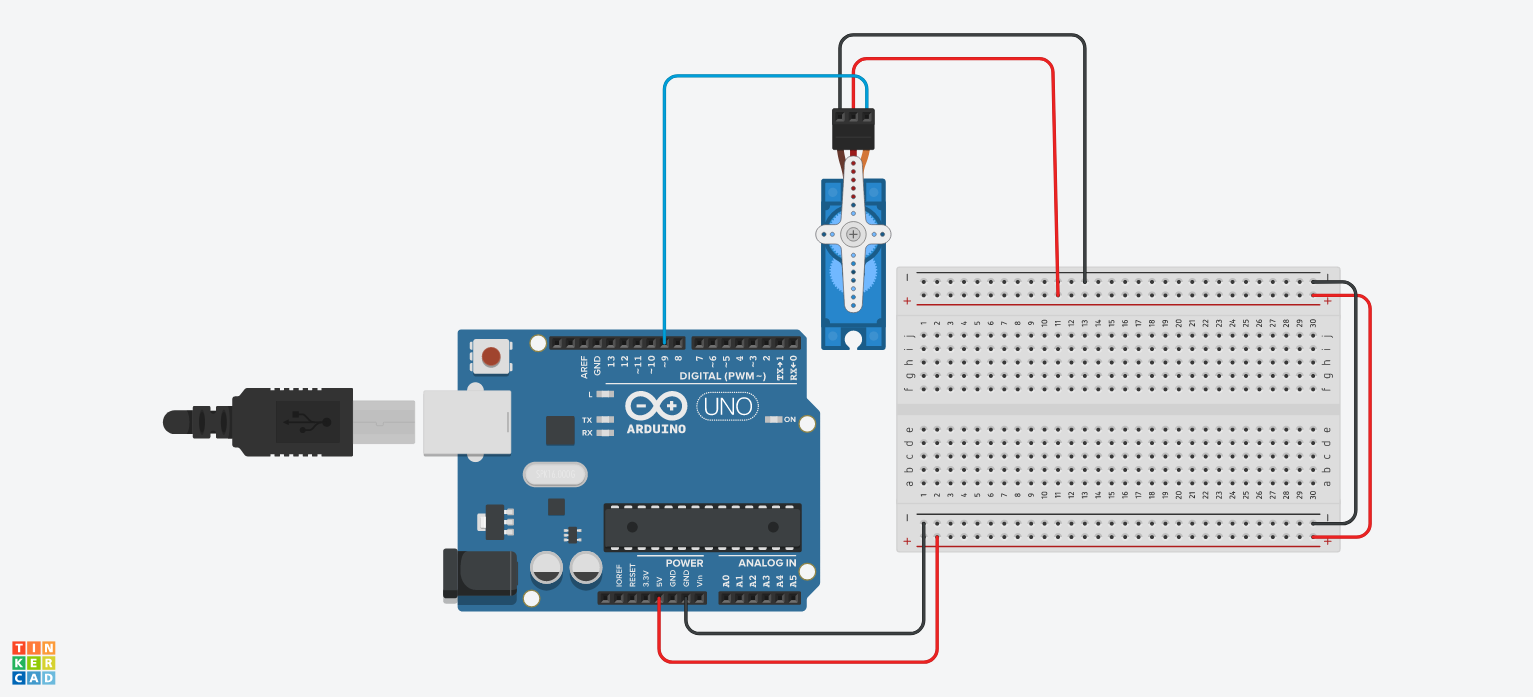 AREF
GND
13
12
~11
~10
~9
8
7
~6
~5
4
~3
2
TX→1
RX←0
DIGITAL (PWM ~)
L
TX
RX
ON
UNO
ARDUINO
POWER
ANALOG IN
IOREF
RESET
3.3V
5V
GND
GND
Vin
A0
A1
A2
A3
A4
A5
− −
+ +
1 2 3 4 5 6 7 8 9 10 11 12 13 14 15 16 17 18 19 20 21 22 23 24 25 26 27 28 29 30
j j
i i
h h
g g
f f
e e
d d
c c
b b
a a
1 2 3 4 5 6 7 8 9 10 11 12 13 14 15 16 17 18 19 20 21 22 23 24 25 26 27 28 29 30
− −
+ +
TIN
KER
CAD